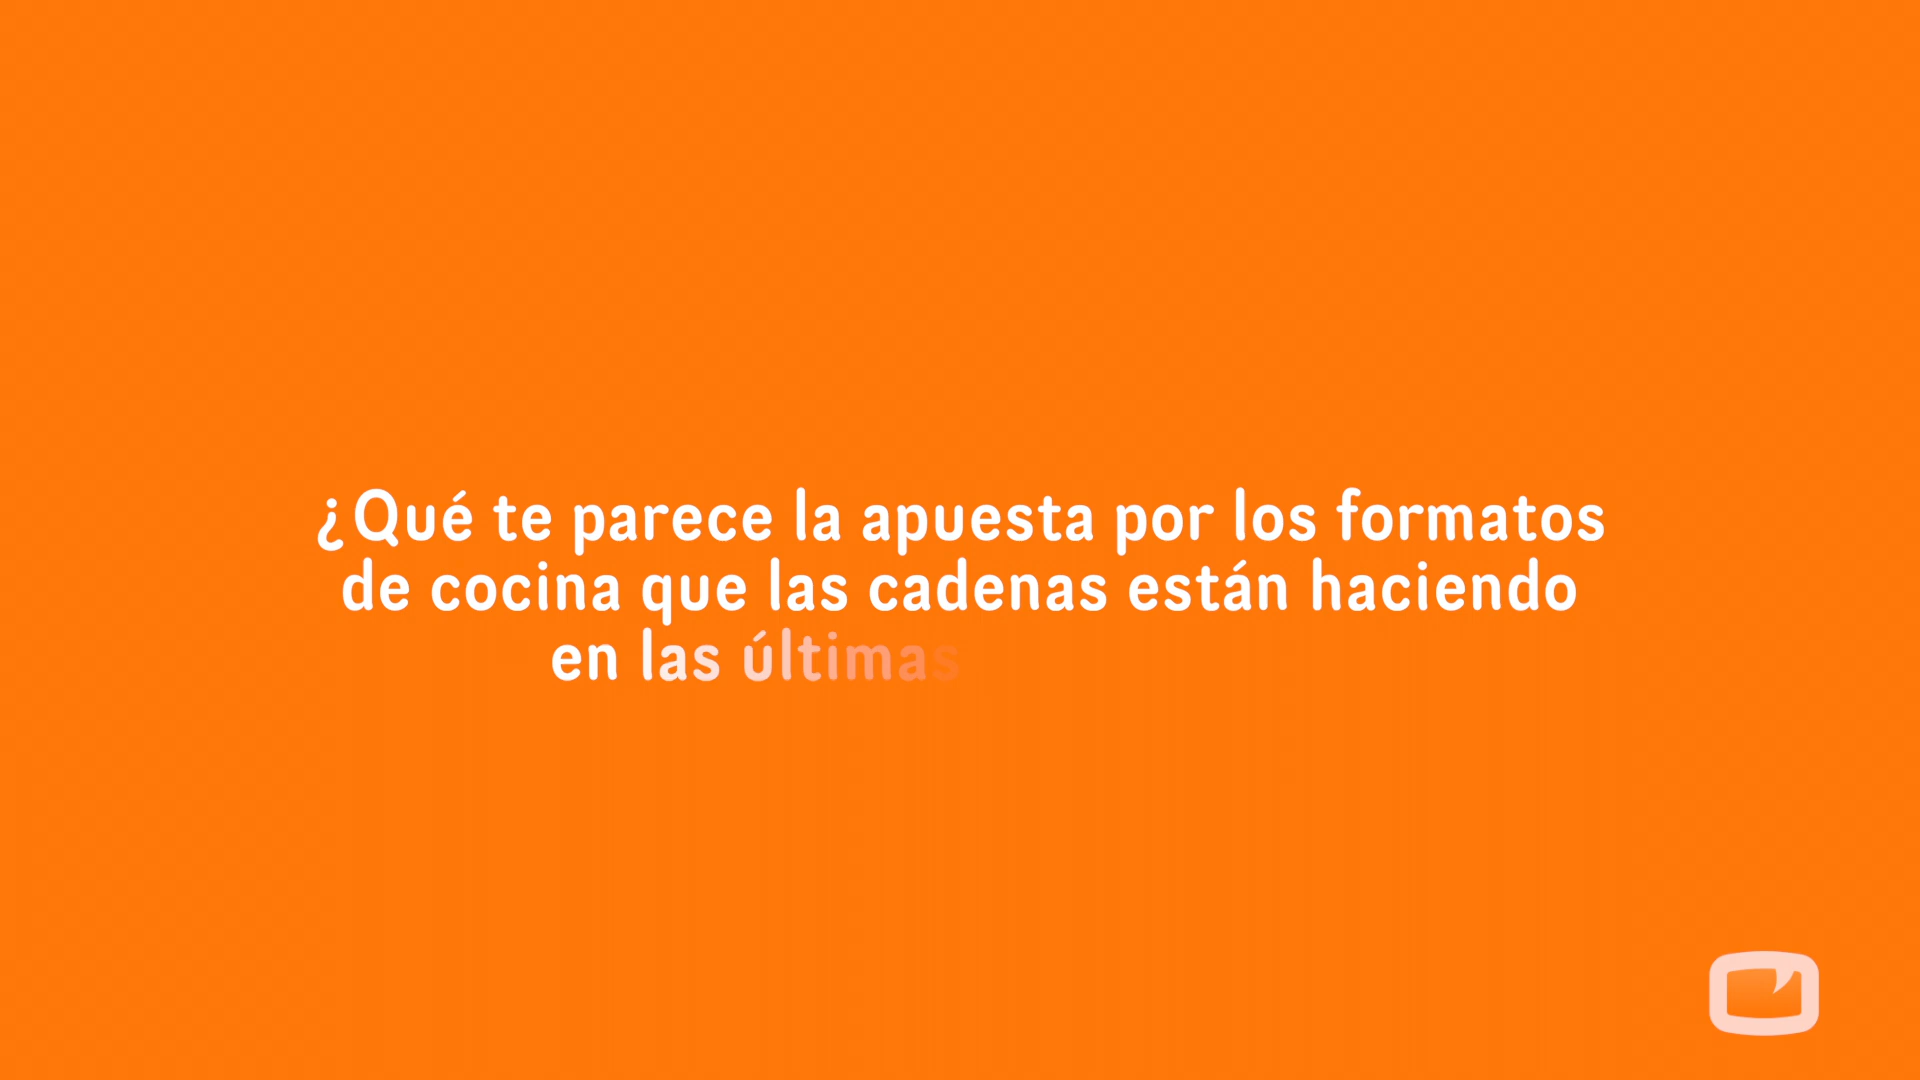 ¿Qué te parece la apuesta por los formatos
de cocina que las cadenas están haciendo
en las últimas